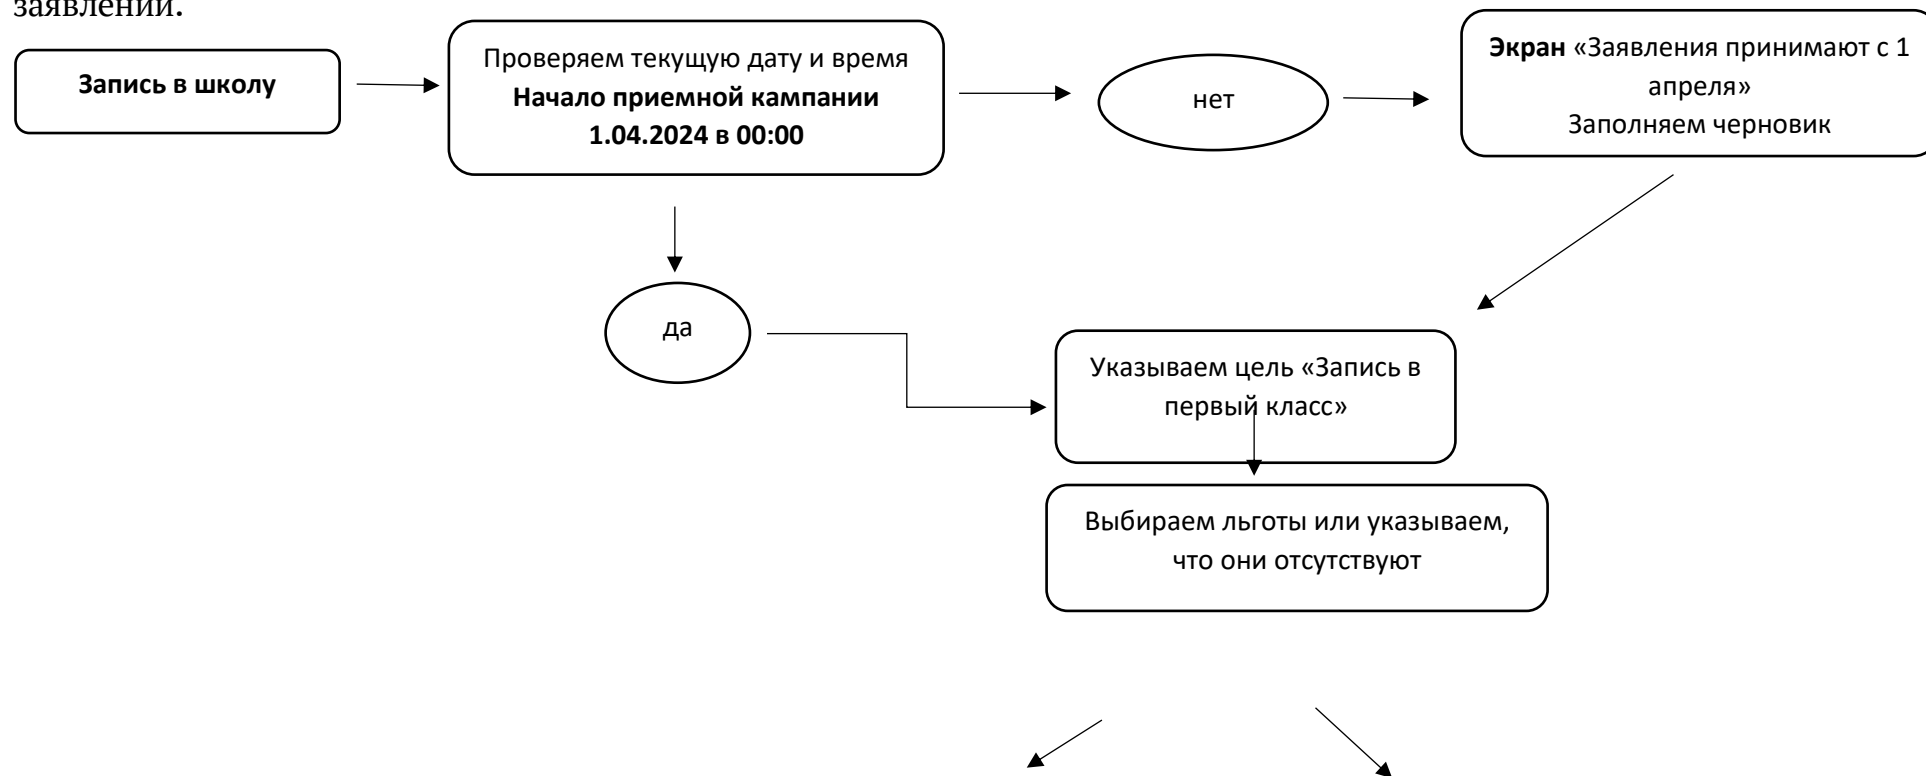 заявлений.
Запись в школу
Проверяем текущую дату и время
Начало приемной кампании
1.04.2024 в 00:00
нет
Экран «Заявления принимают с 1
апреля»
Заполняем черновик
да
Указываем цель «Запись в
первый класс»
Выбираем льготы или указываем,
что они отсутствуют